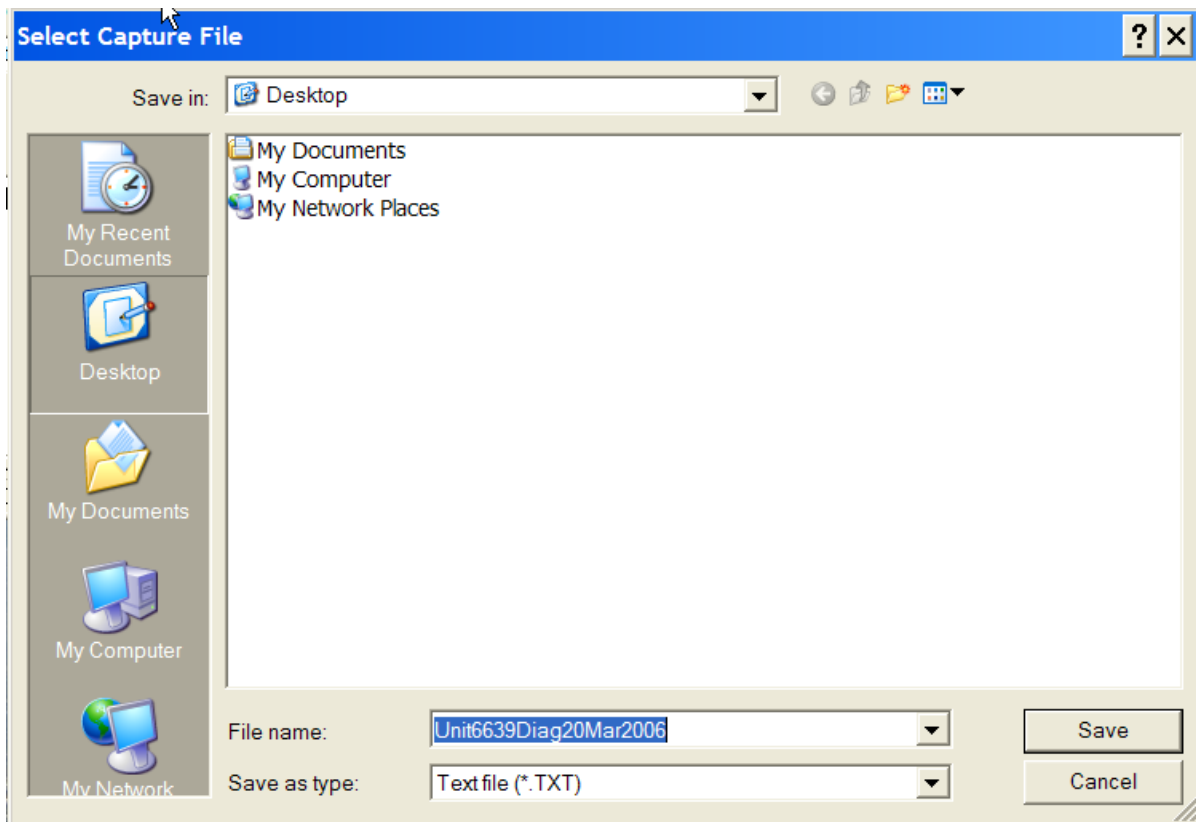 Select Capture File
Save in:
Desktop
My Recent
Documents
Desktop
My Documents
My Computer
My Network
My Documents
My Computer
My Network Places
File name:
Unit6639Diag20Mar2006
Save
Save as type:
Text file (*.TXT)
Cancel